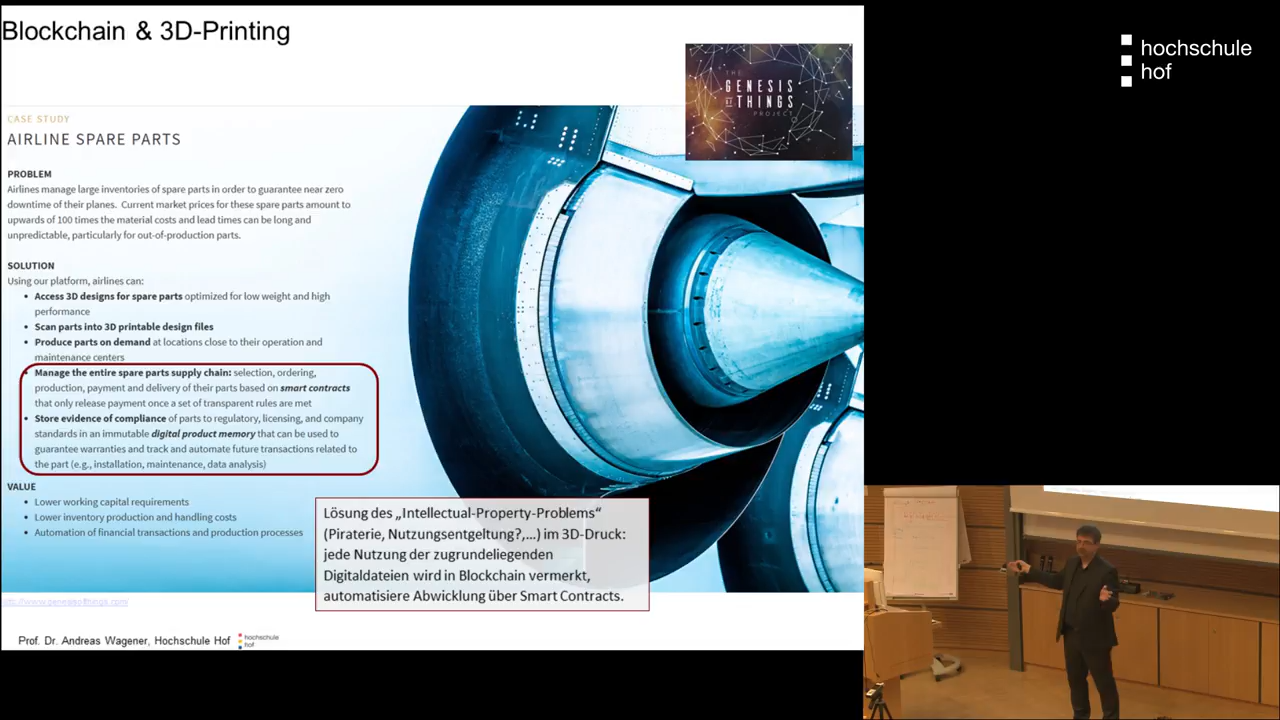 Blockchain & 3D-Printing
THE
GENESIS
OF THINGS
PROJECT
hochschule
hof
CASE STUDY
AIRLINE SPARE PARTS
PROBLEM
Airlines manage large inventories of spare parts in order to guarantee near zero
downtime of their planes. Current market prices for these spare parts amount to
upwards of 100 times the material costs and lead times can be long and
unpredictable, particularly for out-of-production parts.
SOLUTION
Using our platform, airlines can:
• Access 3D designs for spare parts optimized for low weight and high
performance
• Scan parts into 3D printable design files
• Produce parts on demand at locations close to their operation and
maintenance centers
• Manage the entire spare parts supply chain: selection, ordering,
production, payment and delivery of their parts based on smart contracts
that only release payment once a set of transparent rules are met
• Store evidence of compliance of parts to regulatory, licensing, and company
standards in an immutable digital product memory that can be used to
guarantee warranties and track and automate future transactions related to
the part (e.g., installation, maintenance, data analysis)
VALUE
• Lower working capital requirements
• Lower inventory production and handling costs
• Automation of financial transactions and production processes
Lösung des „Intellectual-Property-Problems“
(Piraterie, Nutzungsentgeltung?,...) im 3D-Druck:
jede Nutzung der zugrundeliegenden
Digitaldateien wird in Blockchain vermerkt,
automatisiere Abwicklung über Smart Contracts.
Prof. Dr. Andreas Wagener, Hochschule Hof
hochschule
hof